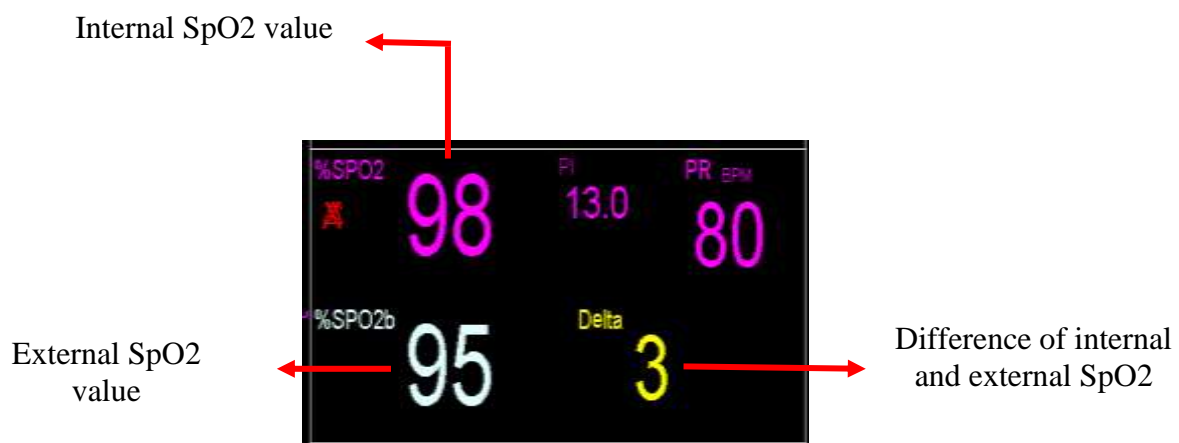 Internal SpO2 value
%SPO2
98
PI
13.0
PR BPM
80
%SPO2b
95
Delta
3
External SpO2
value
Difference of internal
and external SpO2